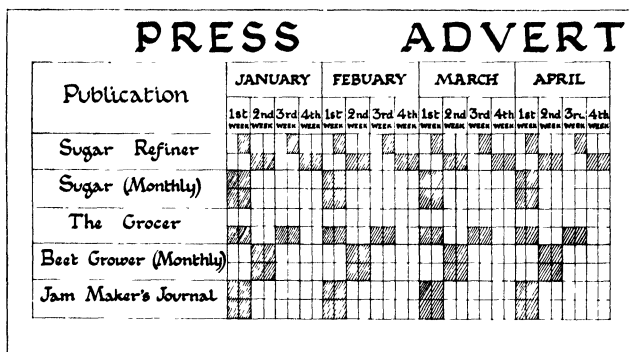 PRESS ADVERT
Publication
JANUARY FEBUARY MARCH APRIL
1st WEEK 2nd WEEK 3rd WEEK 4th WEEK 1st WEEK 2nd WEEK 3rd WEEK 4th WEEK 1st WEEK 2nd WEEK 3rd WEEK 4th WEEK 1st WEEK 2nd WEEK 3rd WEEK 4th WEEK
Sugar Refiner
Sugar (Monthly)
The Grocer
Beet Grower (Monthly)
Jam Maker's Journal